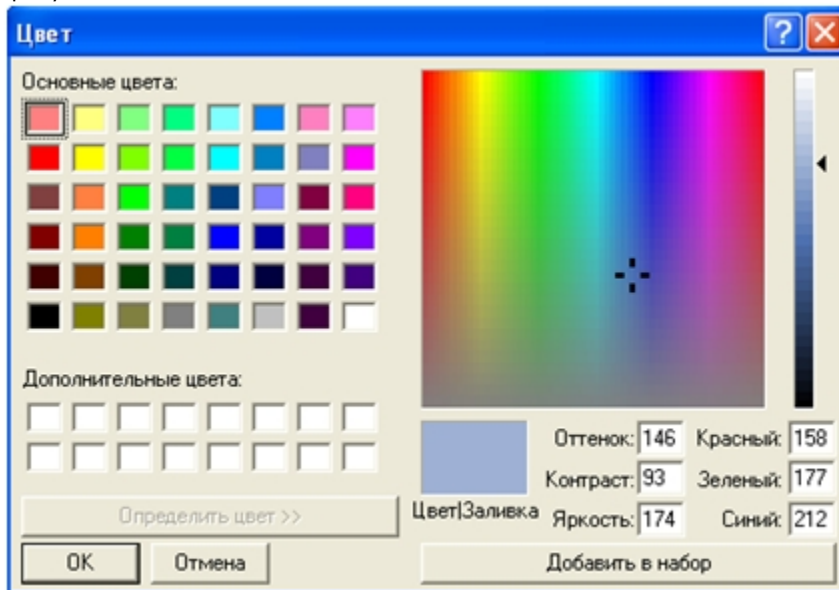 Цвет
Основные цвета:
Дополнительные цвета:
Определить цвет >>
ОК
Отмена
Оттенок: 146
Красный: 158
Контраст: 93
Зеленый: 177
Цвет|Заливка
Яркость: 174
Синий: 212
Добавить в набор